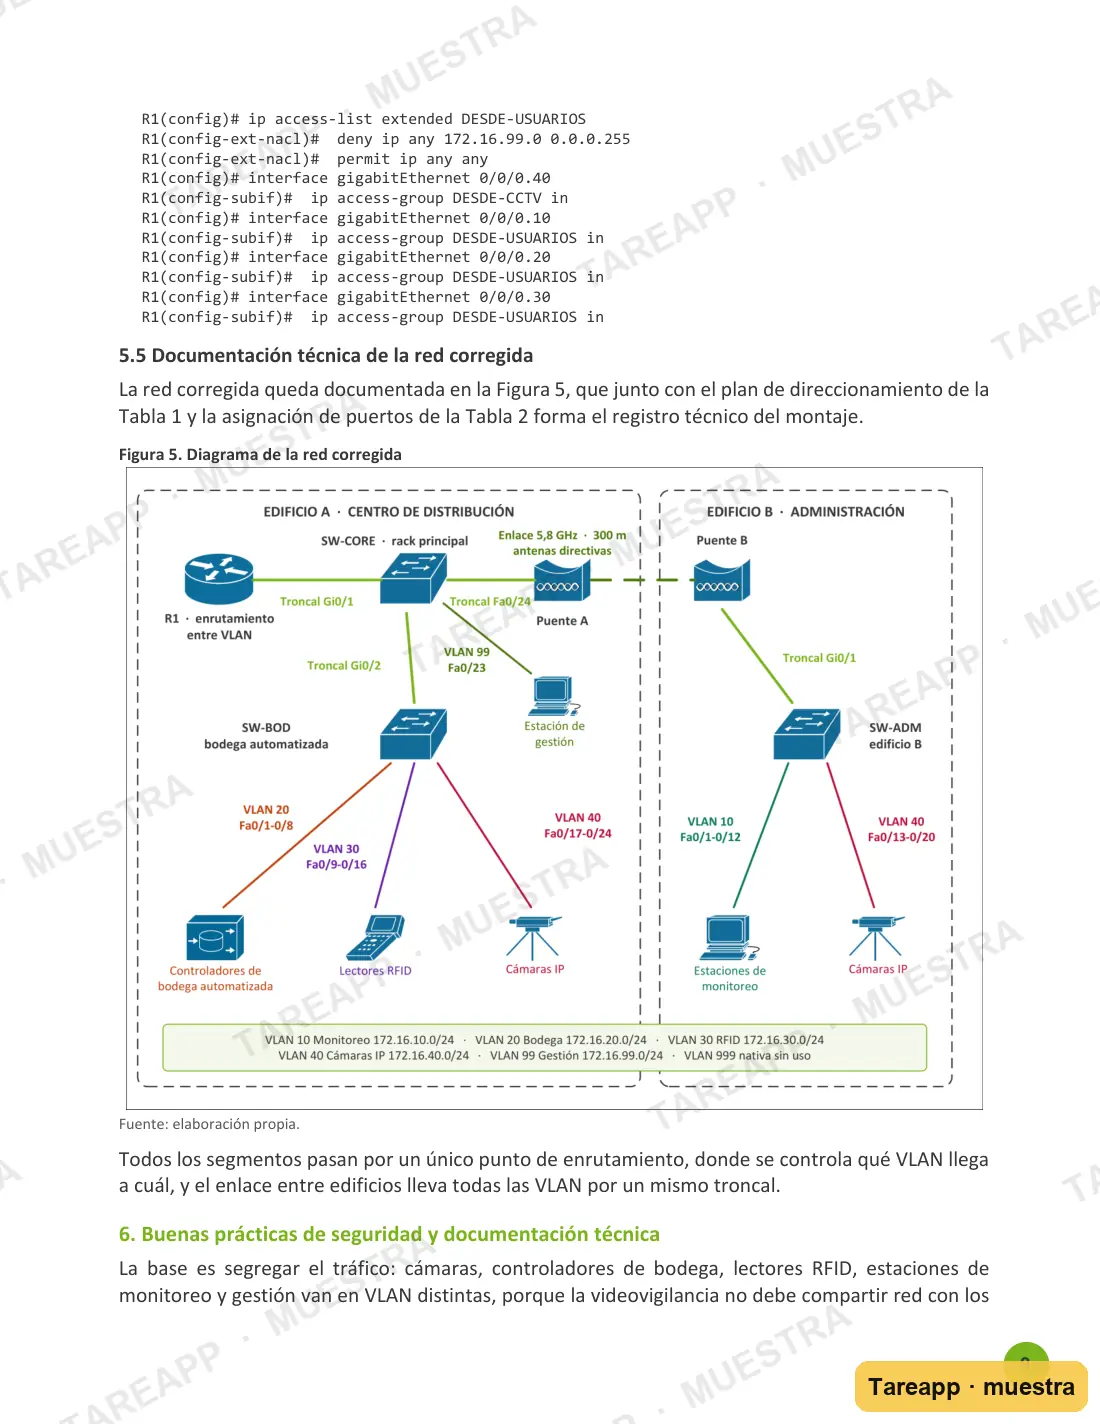 R1(config)# ip access-list extended DESDE-USUARIOS
R1(config-ext-nacl)#  deny ip any 172.16.99.0 0.0.0.255
R1(config-ext-nacl)#  permit ip any any
R1(config)# interface gigabitEthernet 0/0/0.40
R1(config-subif)#  ip access-group DESDE-CCTV in
R1(config)# interface gigabitEthernet 0/0/0.10
R1(config-subif)#  ip access-group DESDE-USUARIOS in
R1(config)# interface gigabitEthernet 0/0/0.20
R1(config-subif)#  ip access-group DESDE-USUARIOS in
R1(config)# interface gigabitEthernet 0/0/0.30
R1(config-subif)#  ip access-group DESDE-USUARIOS in
5.5 Documentación técnica de la red corregida
La red corregida queda documentada en la Figura 5, que junto con el plan de direccionamiento de la
Tabla 1 y la asignación de puertos de la Tabla 2 forma el registro técnico del montaje.
Figura 5. Diagrama de la red corregida
EDIFICIO A · CENTRO DE DISTRIBUCIÓN
EDIFICIO B · ADMINISTRACIÓN
SW-CORE · rack principal
Enlace 5,8 GHz · 300 m
antenas directivas
Puente B
Troncal Gi0/1
Troncal Fa0/24
R1 · enrutamiento
entre VLAN
Puente A
VLAN 99
Fa0/23
Troncal Gi0/2
Troncal Gi0/1
Estación de
gestión
SW-BOD
bodega automatizada
SW-ADM
edificio B
VLAN 20
Fa0/1-0/8
VLAN 30
Fa0/9-0/16
VLAN 40
Fa0/17-0/24
VLAN 10
Fa0/1-0/12
VLAN 40
Fa0/13-0/20
Controladores de
bodega automatizada
Lectores RFID
Cámaras IP
Estaciones de
monitoreo
Cámaras IP
VLAN 10 Monitoreo 172.16.10.0/24 · VLAN 20 Bodega 172.16.20.0/24 · VLAN 30 RFID 172.16.30.0/24
VLAN 40 Cámaras IP 172.16.40.0/24 · VLAN 99 Gestión 172.16.99.0/24 · VLAN 999 nativa sin uso
Fuente: elaboración propia.
Todos los segmentos pasan por un único punto de enrutamiento, donde se controla qué VLAN llega
a cuál, y el enlace entre edificios lleva todas las VLAN por un mismo troncal.
6. Buenas prácticas de seguridad y documentación técnica
La base es segregar el tráfico: cámaras, controladores de bodega, lectores RFID, estaciones de
monitoreo y gestión van en VLAN distintas, porque la videovigilancia no debe compartir red con los
Tareapp · muestra
TAREAPP · MUESTRA